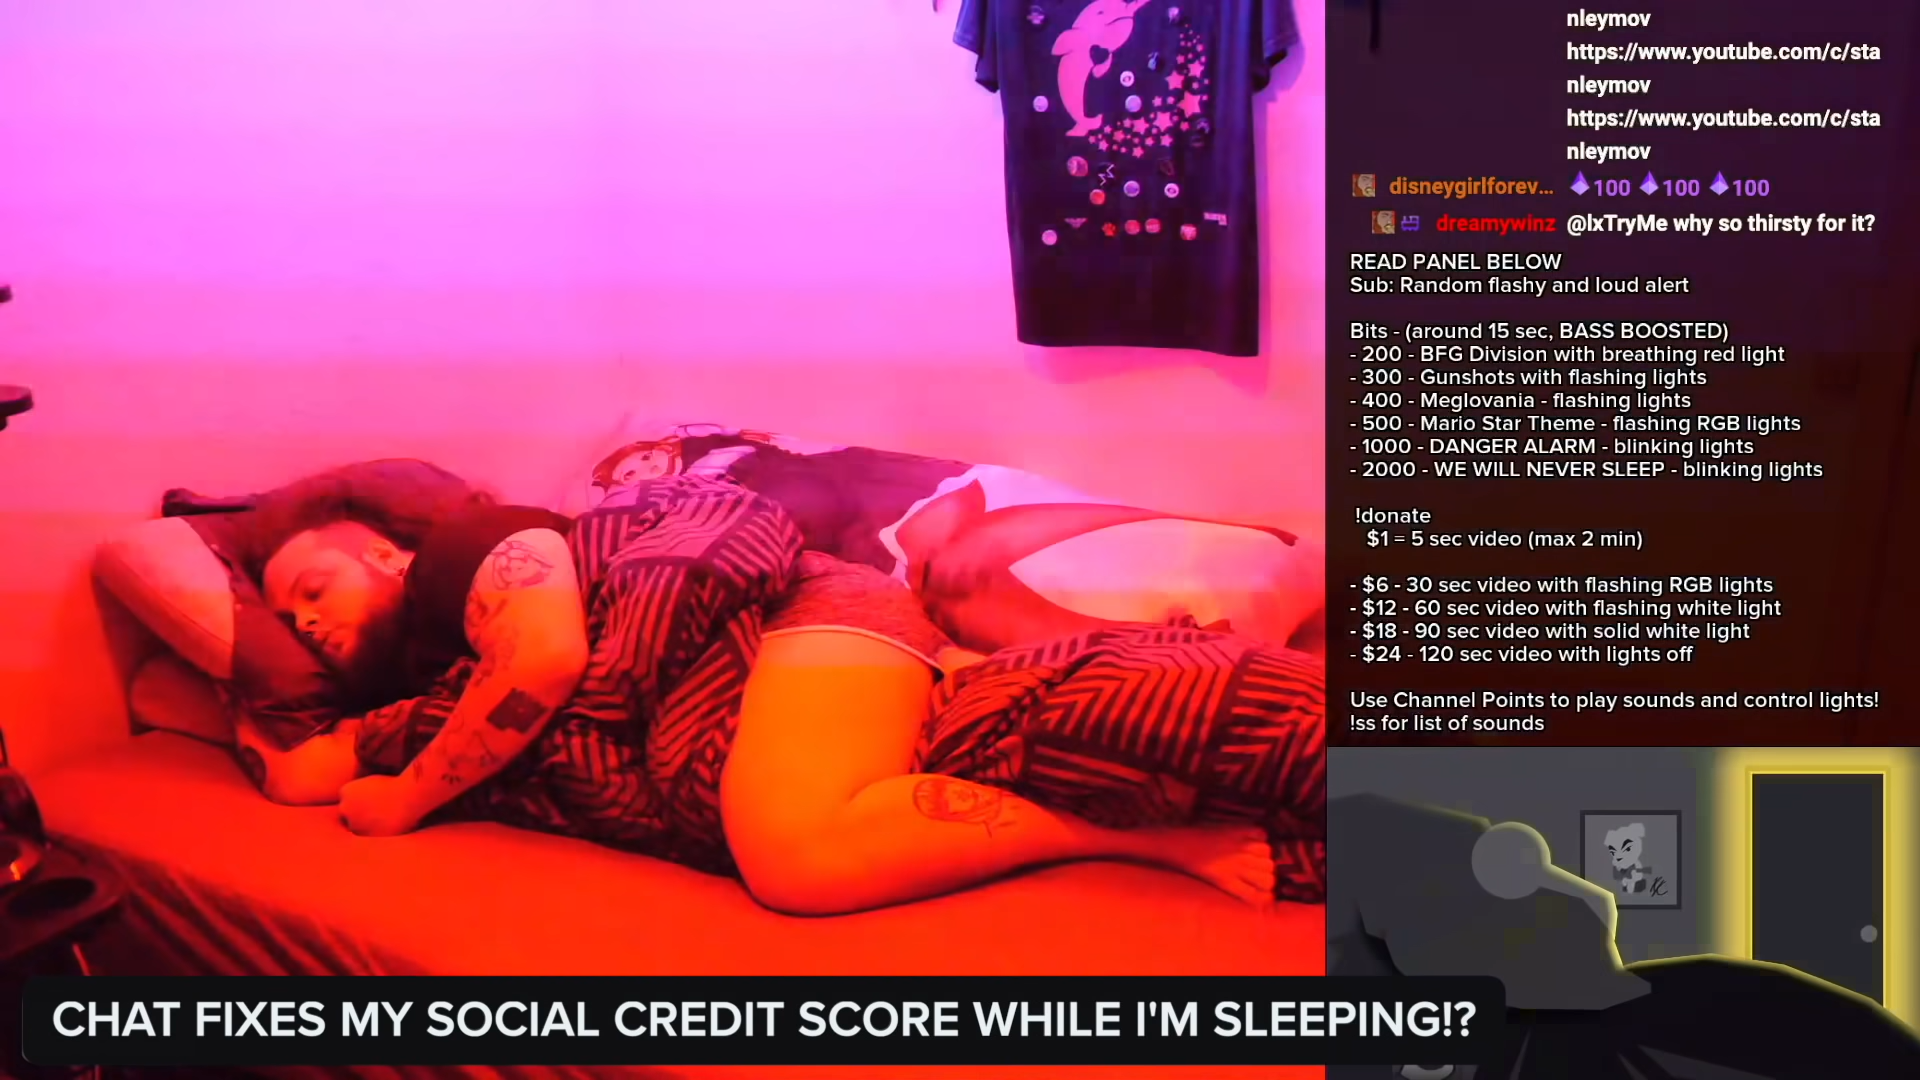 nleymov
https://www.youtube.com/c/sta
nleymov
https://www.youtube.com/c/sta
nleymov
disneygirlforev... 100 100 100
dreamywinz @lxTryMe why so thirsty for it?
READ PANEL BELOW
Sub: Random flashy and loud alert
Bits - (around 15 sec, BASS BOOSTED)
- 200 - BFG Division with breathing red light
- 300 - Gunshots with flashing lights
- 400 - Meglovania - flashing lights
- 500 - Mario Star Theme - flashing RGB lights
- 1000 - DANGER ALARM - blinking lights
- 2000 - WE WILL NEVER SLEEP - blinking lights
!donate
$1 = 5 sec video (max 2 min)
- $6 - 30 sec video with flashing RGB lights
- $12 - 60 sec video with flashing white light
- $18 - 90 sec video with solid white light
- $24 - 120 sec video with lights off
Use Channel Points to play sounds and control lights!
!ss for list of sounds
CHAT FIXES MY SOCIAL CREDIT SCORE WHILE I'M SLEEPING!?